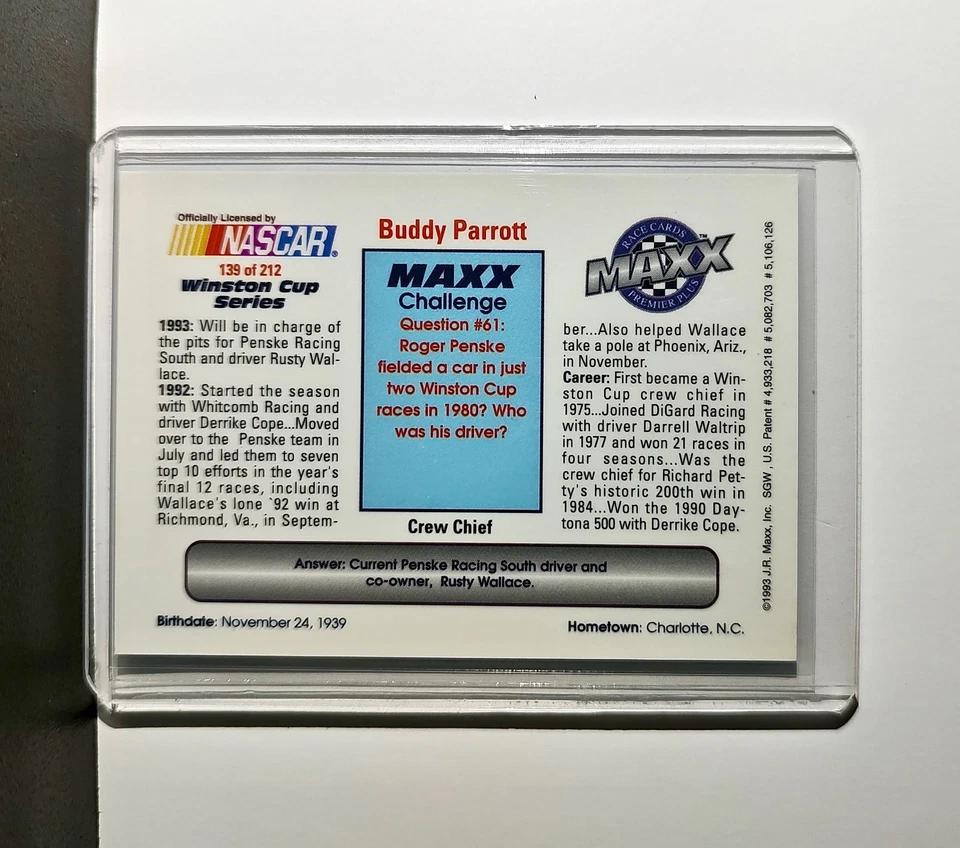 Officially Licensed by
NASCAR®
139 of 212
Winston Cup
Series
1993: Will be in charge of
the pits for Penske Racing
South and driver Rusty Wal-
lace.
1992: Started the season
with Whitcomb Racing and
driver Derrike Cope...Moved
over to the Penske team in
July and led them to seven
top 10 efforts in the year's
final 12 races, including
Wallace's lone `92 win at
Richmond, Va., in Septem-
Buddy Parrott
MAXX
Challenge
Question #61:
Roger Penske
fielded a car in just
two Winston Cup
races in 1980? Who
was his driver?
Crew Chief
RACE CARDS
MAXX™
PREMIER PLUS
ber...Also helped Wallace
take a pole at Phoenix, Ariz.,
in November.
Career: First became a Win-
ston Cup crew chief in
1975...Joined DiGard Racing
with driver Darrell Waltrip
in 1977 and won 21 races in
four seasons...Was the
crew chief for Richard Pet-
ty's historic 200th win in
1984...Won the 1990 Day-
tona 500 with Derrike Cope.
Answer: Current Penske Racing South driver and
co-owner, Rusty Wallace.
Birthdate: November 24, 1939
Hometown: Charlotte, N.C.
©1993 J.R. Maxx, Inc. SGW, U.S. Patent # 4,933,218 # 5,082,703 # 5,106,126